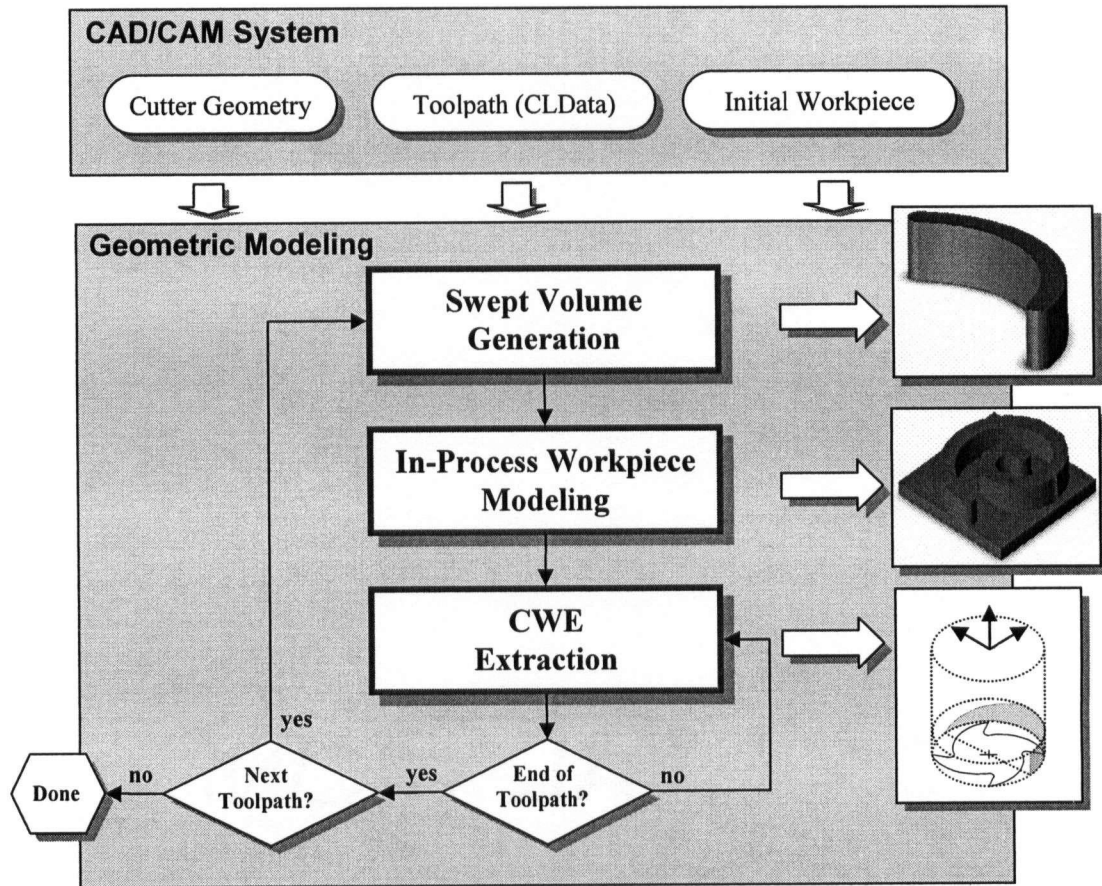 CAD/CAM System
Cutter Geometry
Toolpath (CLData)
Initial Workpiece
Geometric Modeling
Swept Volume
Generation
In-Process Workpiece
Modeling
CWE
Extraction
yes
no
Done
Next
Toolpath?
yes
End of
Toolpath?
no